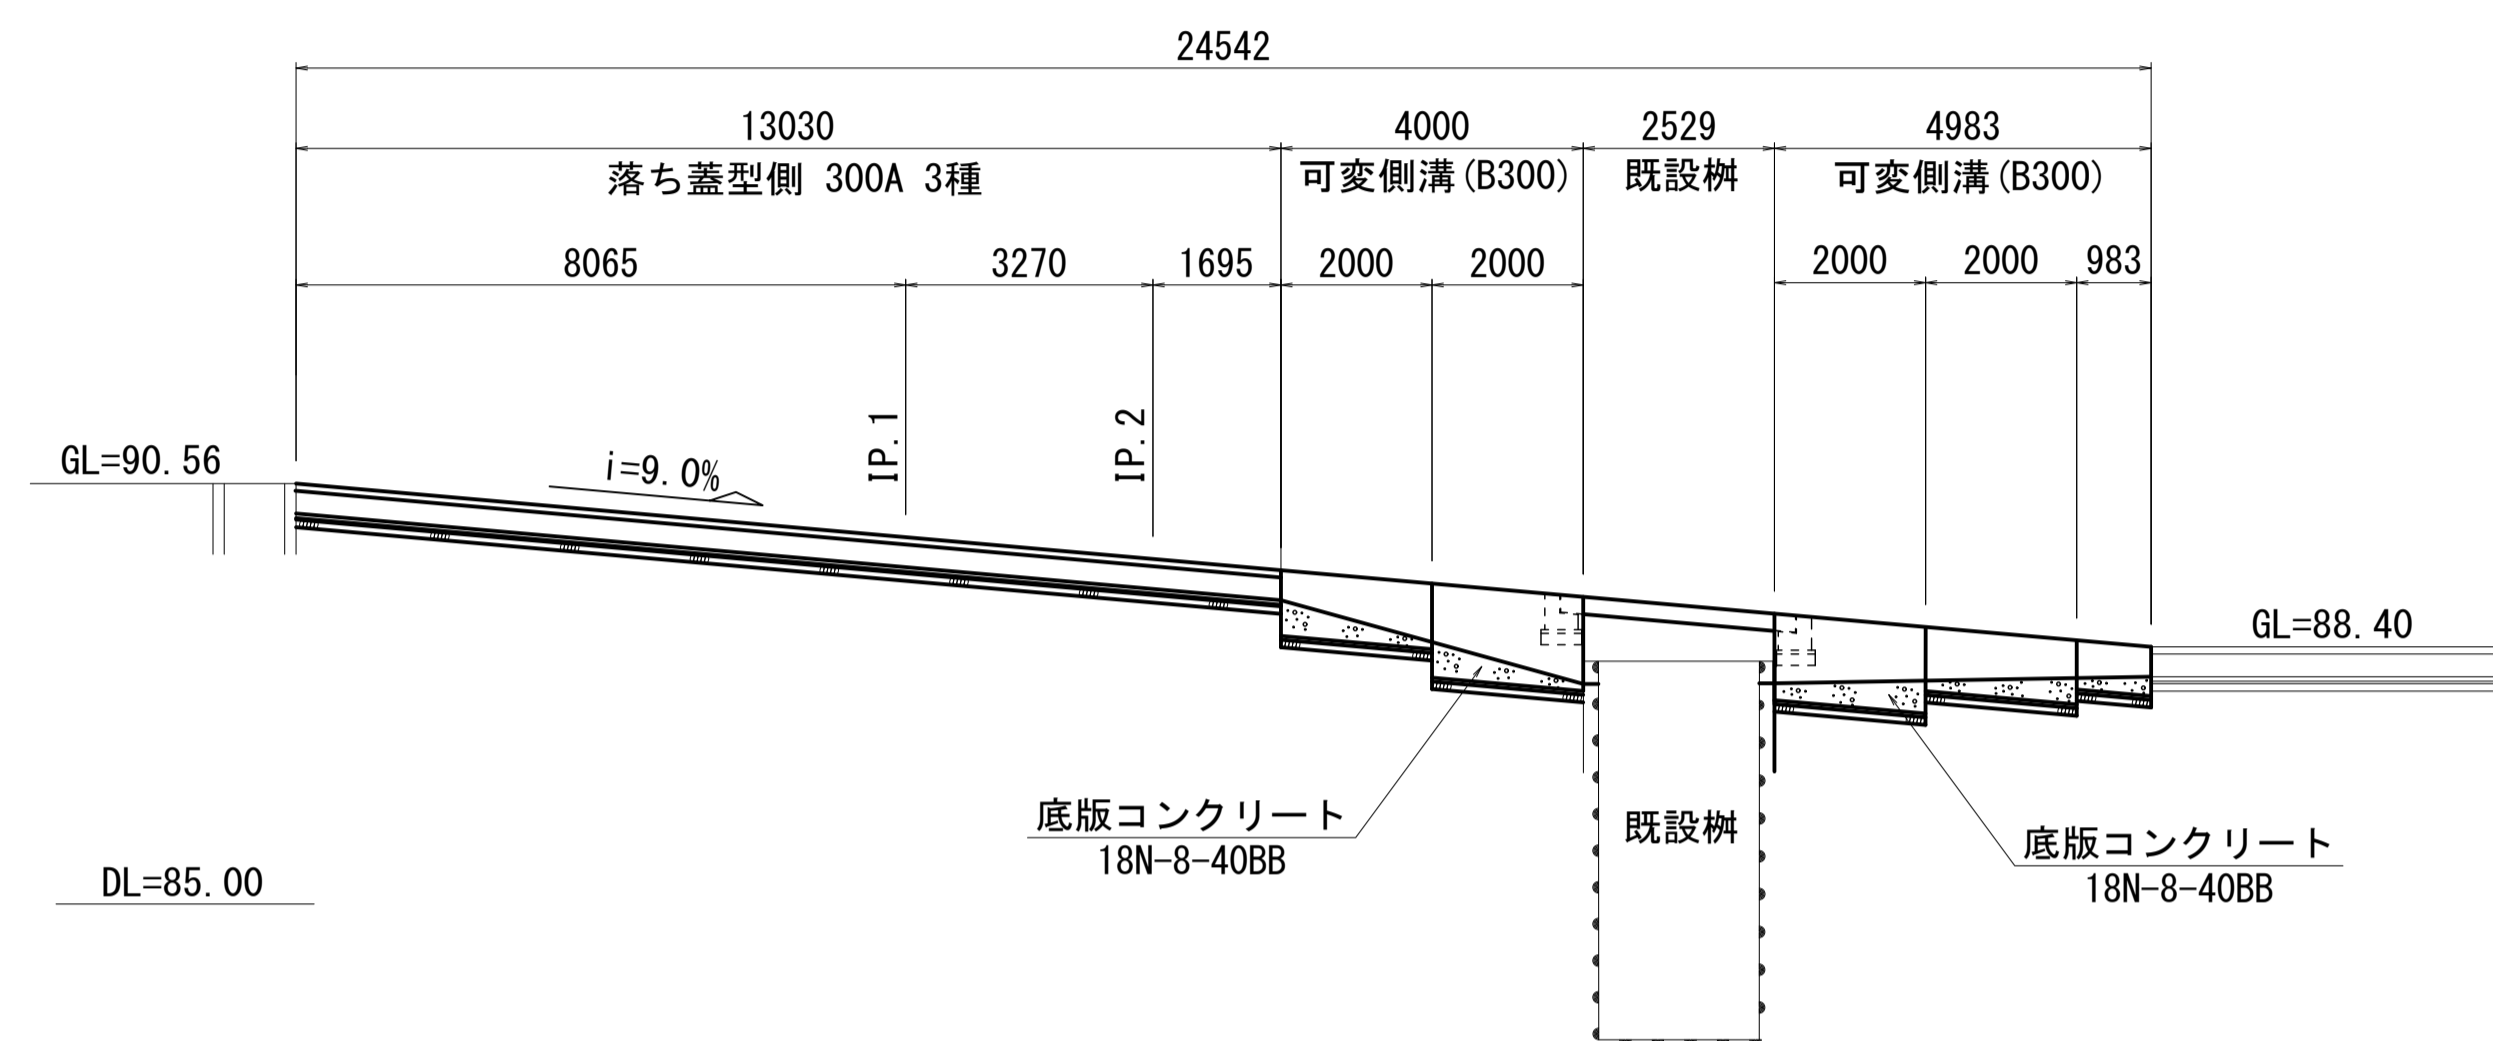 24542
13030
4000
2529
4983
落ち蓋型側 300A 3種
可変側溝(B300)
既設桝
可変側溝(B300)
8065
3270
1695
2000
2000
2000
2000
983
IP.1
IP.2
GL=90.56
i=9.0%
GL=88.40
底版コンクリート
18N-8-40BB
既設桝
底版コンクリート
18N-8-40BB
DL=85.00